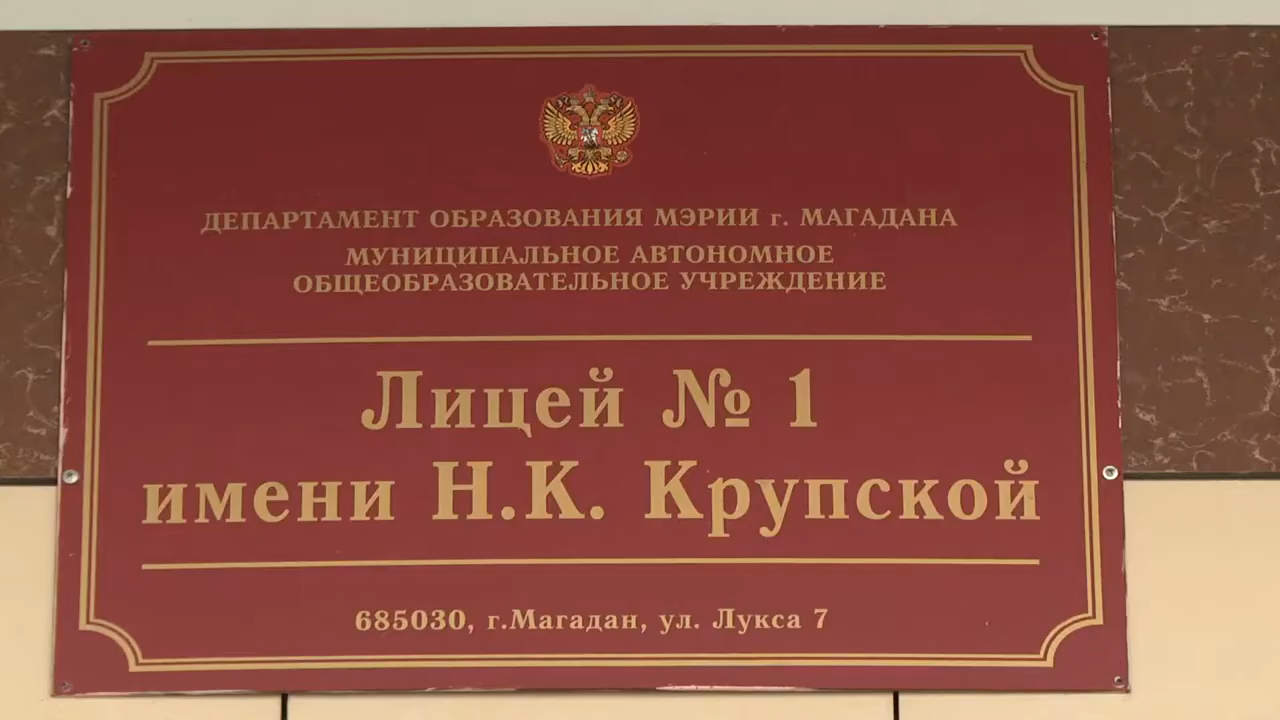 ДЕПАРТАМЕНТ ОБРАЗОВАНИЯ МЭРИИ г. МАГАДАНА
МУНИЦИПАЛЬНОЕ АВТОНОМНОЕ
ОБЩЕОБРАЗОВАТЕЛЬНОЕ УЧРЕЖДЕНИЕ
Лицей № 1
имени Н.К. Крупской
685030, г.Магадан, ул. Лукса 7